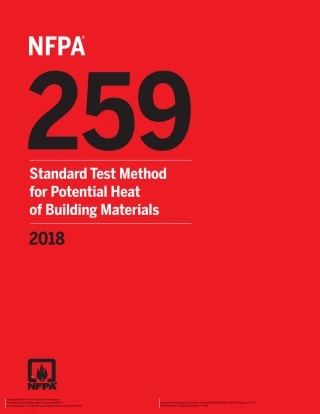 NFPA®
259
Standard Test Method
for Potential Heat
of Building Materials
2018
NFPA®